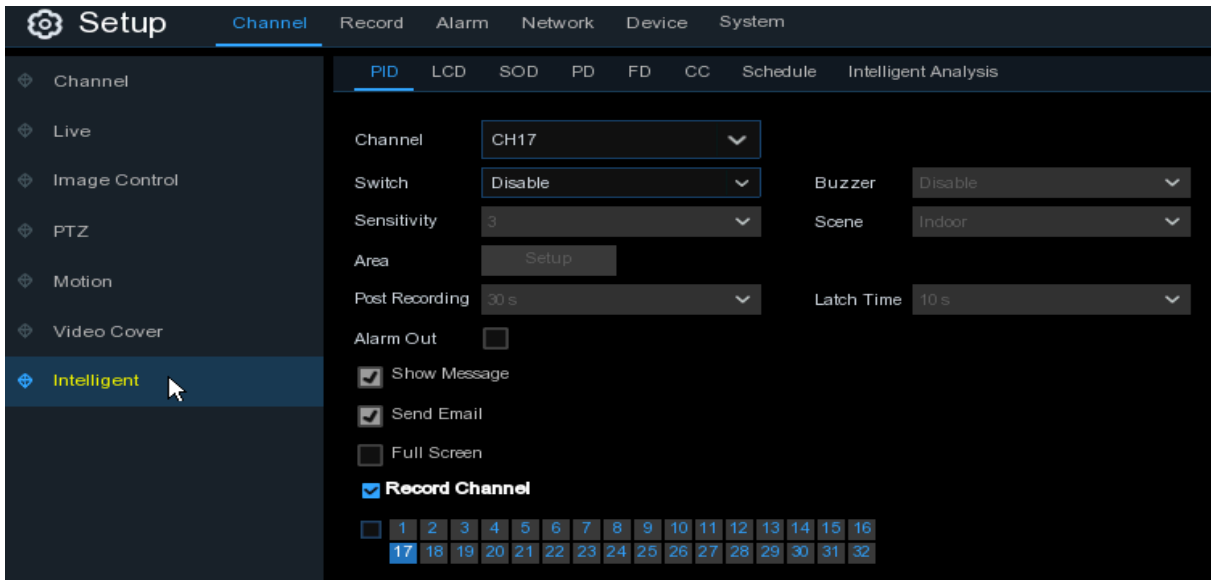 Setup Channel Record Alarm Network Device System
PID LCD SOD PD FD CC Schedule Intelligent Analysis
Channel
Live
Image Control
PTZ
Motion
Video Cover
Intelligent
Channel CH17
Switch Disable Buzzer Disable
Sensitivity 3 Scene Indoor
Area Setup
Post Recording 30 s Latch Time 10 s
Alarm Out
Show Message
Send Email
Full Screen
Record Channel
1 2 3 4 5 6 7 8 9 10 11 12 13 14 15 16
17 18 19 20 21 22 23 24 25 26 27 28 29 30 31 32